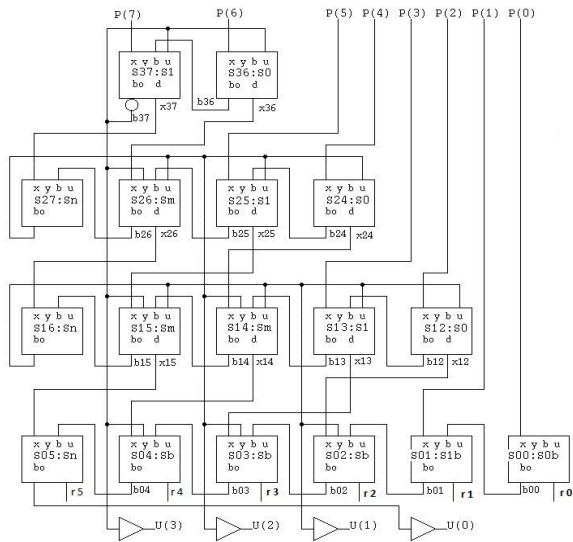 P(7) P(6) P(5) P(4) P(3) P(2) P(1) P(0)
x y b u x y b u
S37:S1 S36:S0
bo d bo d
b36
x37 x36
b37
x y b u x y b u x y b u x y b u
S27:Sn S26:Sm S25:S1 S24:S0
bo bo d bo d bo d
b26 x26 b25 x25 b24 x24
x y b u x y b u x y b u x y b u x y b u
S16:Sn S15:Sm S14:Sm S13:S1 S12:S0
bo bo d bo d bo d bo d
b15 x15 b14 x14 b13 x13 b12 x12
x y b u x y b u x y b u x y b u x y b u x y b u
S05:Sn S04:Sb S03:Sb S02:Sb S01:S1b S00:S0b
bo bo bo bo bo bo
r5 b04 r4 b03 r3 b02 r2 b01 r1 b00 r0
U(3) U(2) U(1) U(0)